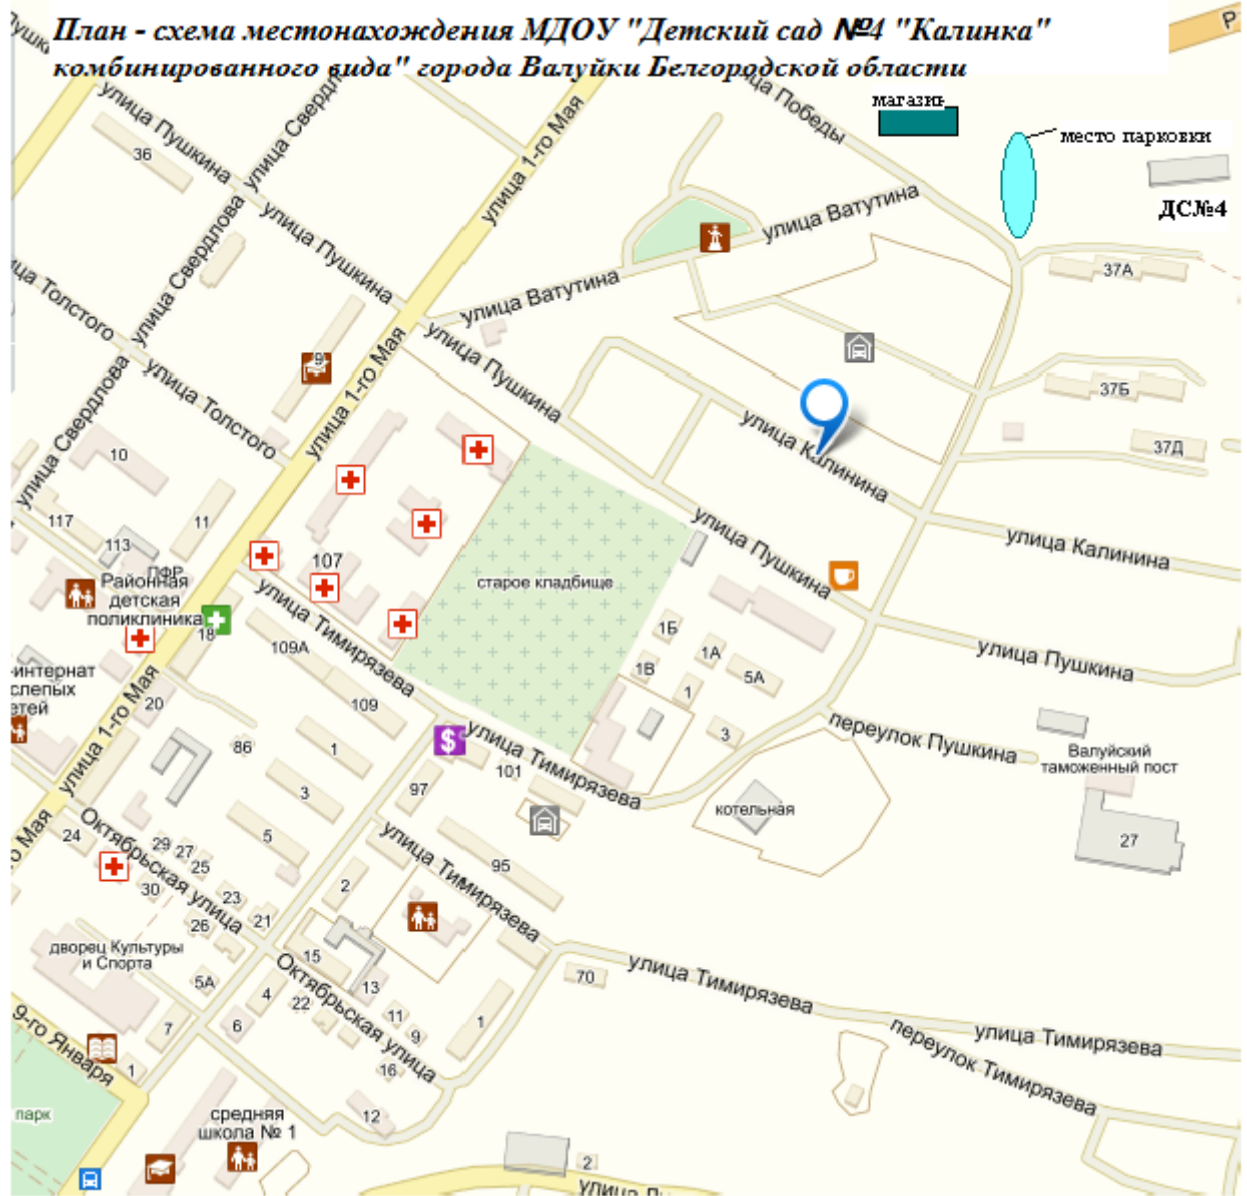 План - схема местонахождения МДОУ "Детский сад №4 "Калинка"
комбинированного вида" города Валуйки Белгородской области
магазин
место парковки
ДС№4
улица Пушкина
36
улица Свердлова
улица 1-го Мая
улица Ватутина
37А
улица Пушкина
улица Свердлова
улица Ватутина
улица Толстого
9
улица 1-го Мая
улица Пушкина
37Б
улица Толстого
улица Свердлова
улица Калинина
37Д
10
117
11
113
107
ПФР
Районная
детская
поликлиника
старое кладбище
улица Пушкина
улица Калинина
улица Тимирязева
18
109А
1Б
1А
1В
5А
1
улица Пушкина
-интернат
слепых
етей
20
109
улица 1-го Мая
86
1
3
переулок Пушкина
Валуйский
таможенный пост
улица Тимирязева
101
97
3
котельная
27
24
Октябрьская улица
29
27
25
5
30
23
21
26
улица Тимирязева
95
2
дворец Культуры
и Спорта
5А
15
13
Октябрьская улица
4
22
11
9
1
70
улица Тимирязева
9-го Января
7
6
16
1
12
переулок Тимирязева
улица Тимирязева
парк
средняя
школа № 1
2